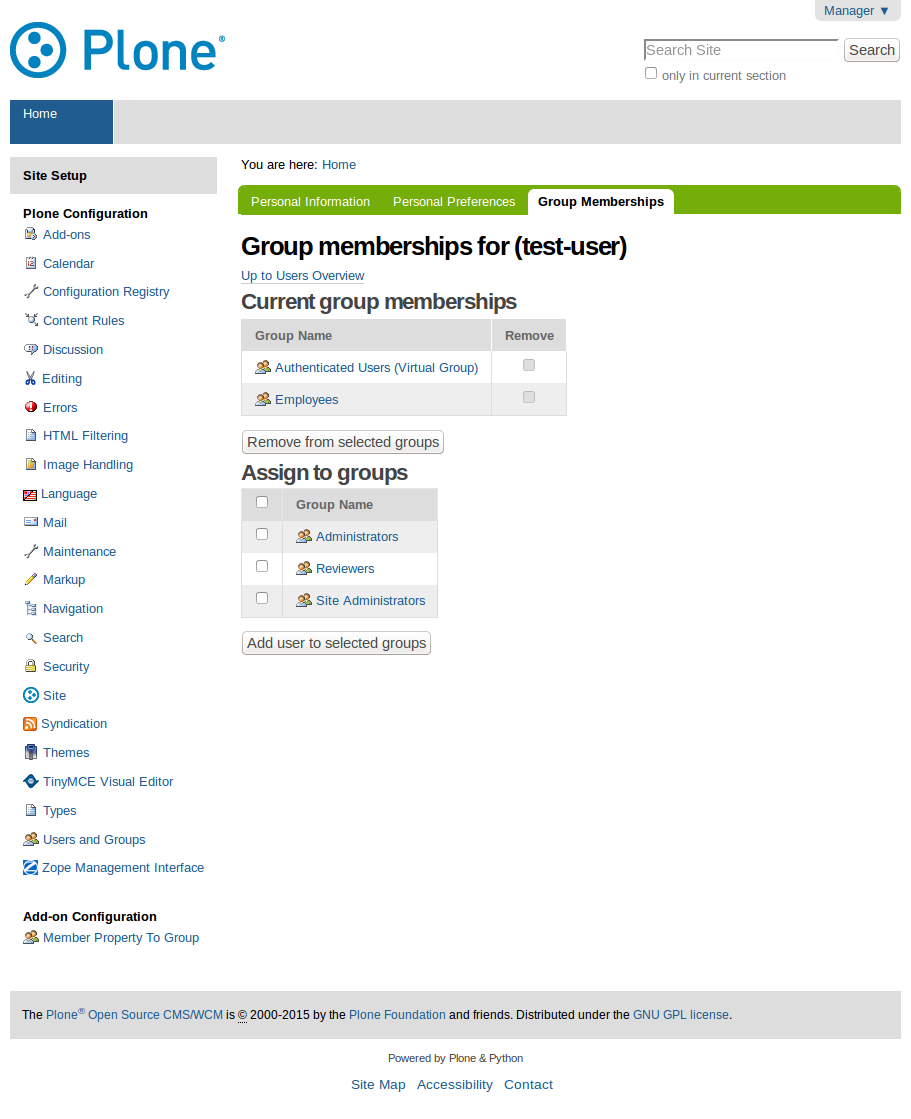 Manager ▼
Plone®
Search Site
Search
only in current section
Home
Site Setup
You are here: Home
Personal Information Personal Preferences Group Memberships
Plone Configuration
Add-ons
Calendar
Configuration Registry
Content Rules
Discussion
Editing
Errors
HTML Filtering
Image Handling
Language
Mail
Maintenance
Markup
Navigation
Search
Security
Site
Syndication
Themes
TinyMCE Visual Editor
Types
Users and Groups
Zope Management Interface
Add-on Configuration
Member Property To Group
Group memberships for (test-user)
Up to Users Overview
Current group memberships
Group Name Remove
Authenticated Users (Virtual Group)
Employees
Remove from selected groups
Assign to groups
Group Name
Administrators
Reviewers
Site Administrators
Add user to selected groups
The Plone® Open Source CMS/WCM is © 2000-2015 by the Plone Foundation and friends. Distributed under the GNU GPL license.
Powered by Plone & Python
Site Map Accessibility Contact